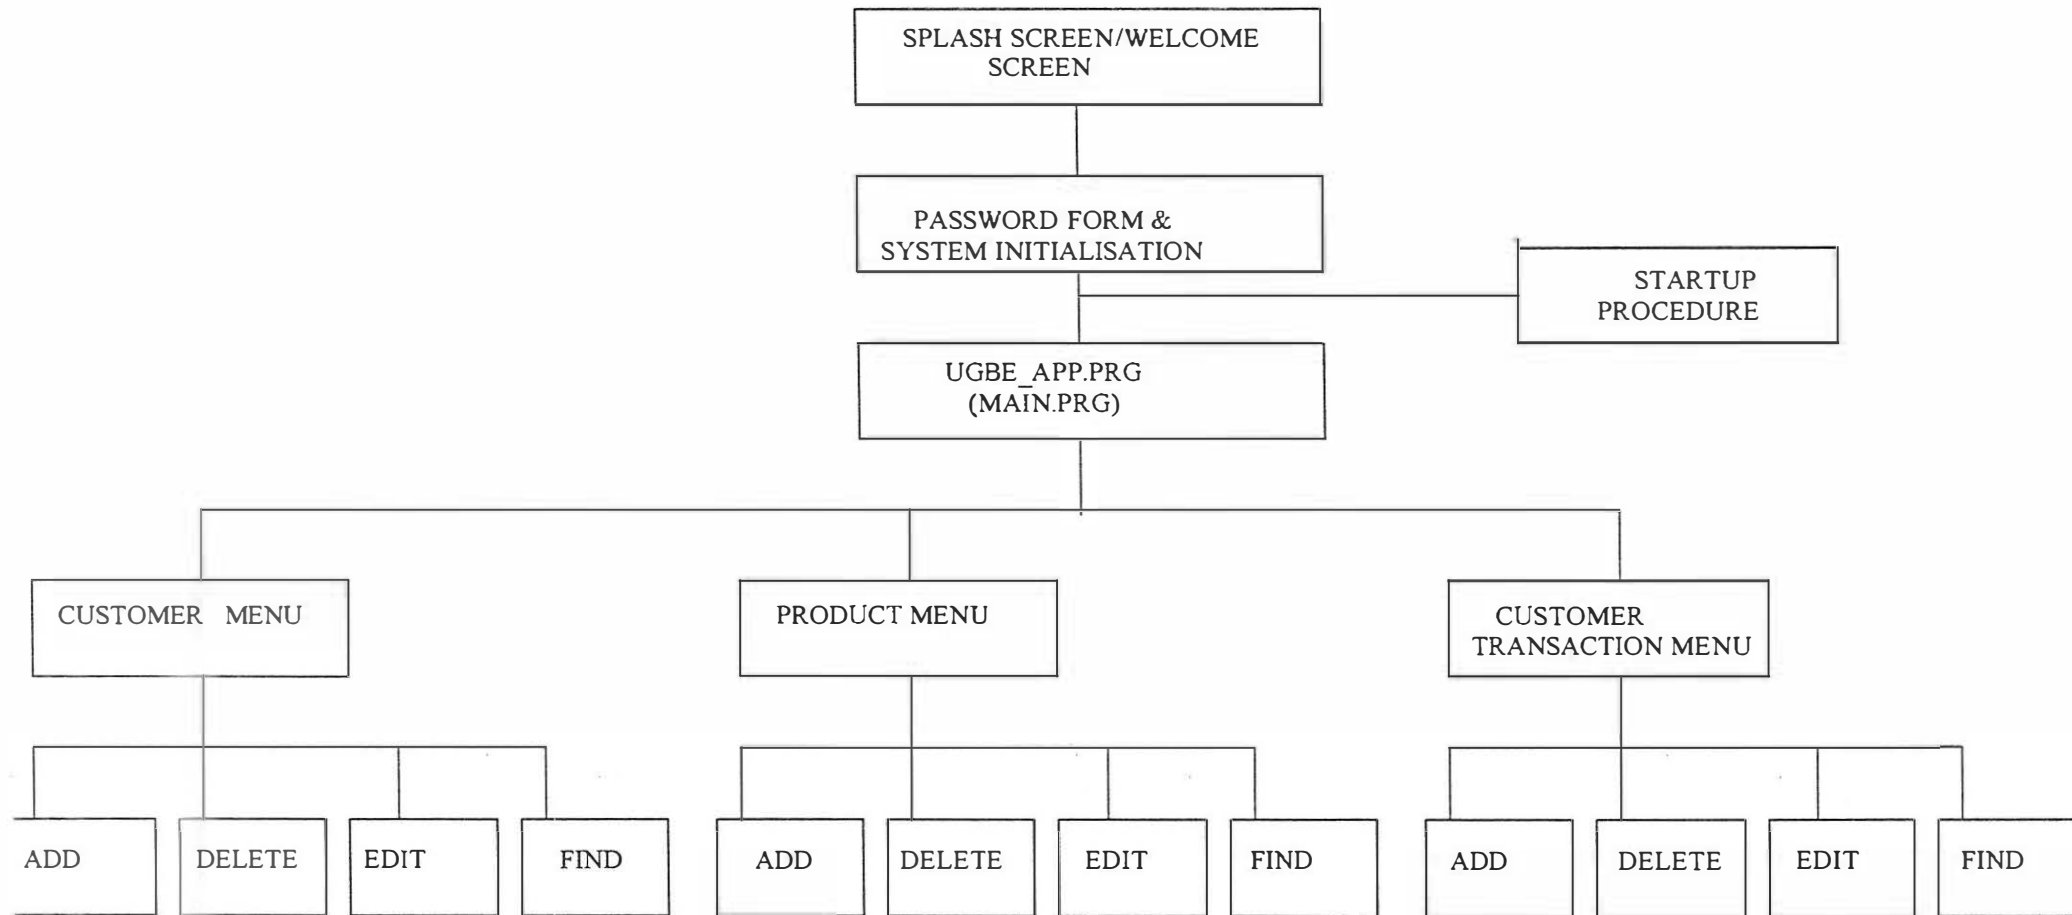 SPLASH SCREEN/WELCOME
SCREEN
PASSWORD FORM &
SYSTEM INITIALISATION
STARTUP
PROCEDURE
UGBE_APP.PRG
(MAIN.PRG)
CUSTOMER MENU
PRODUCT MENU
CUSTOMER
TRANSACTION MENU
ADD
DELETE
EDIT
FIND
ADD
DELETE
EDIT
FIND
ADD
DELETE
EDIT
FIND